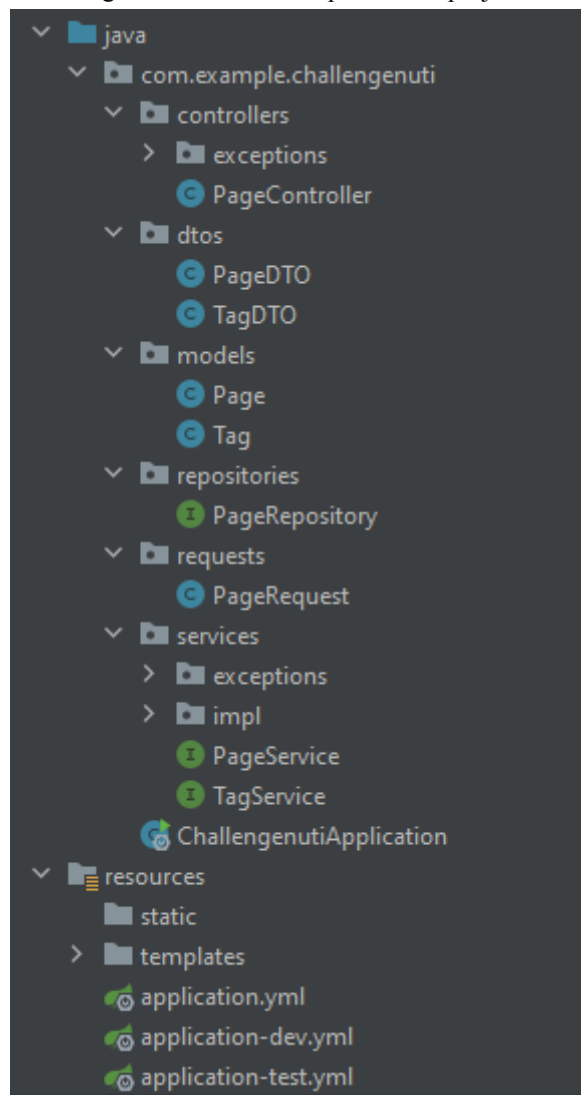 java
com.example.challengenuti
controllers
exceptions
C PageController
dtos
C PageDTO
C TagDTO
models
C Page
C Tag
repositories
I PageRepository
requests
C PageRequest
services
exceptions
impl
I PageService
I TagService
ChallengenutiApplication
resources
static
templates
application.yml
application-dev.yml
application-test.yml